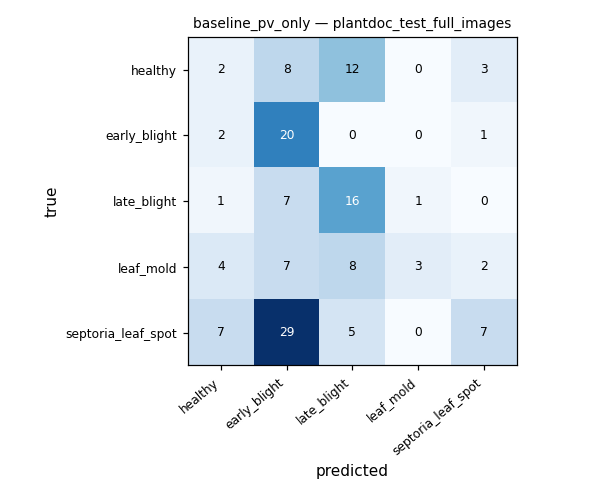 baseline_pv_only — plantdoc_test_full_images
healthy 2 8 12 0 3
early_blight 2 20 0 0 1
true
late_blight 1 7 16 1 0
leaf_mold 4 7 8 3 2
septoria_leaf_spot 7 29 5 0 7
healthy early_blight late_blight leaf_mold septoria_leaf_spot
predicted